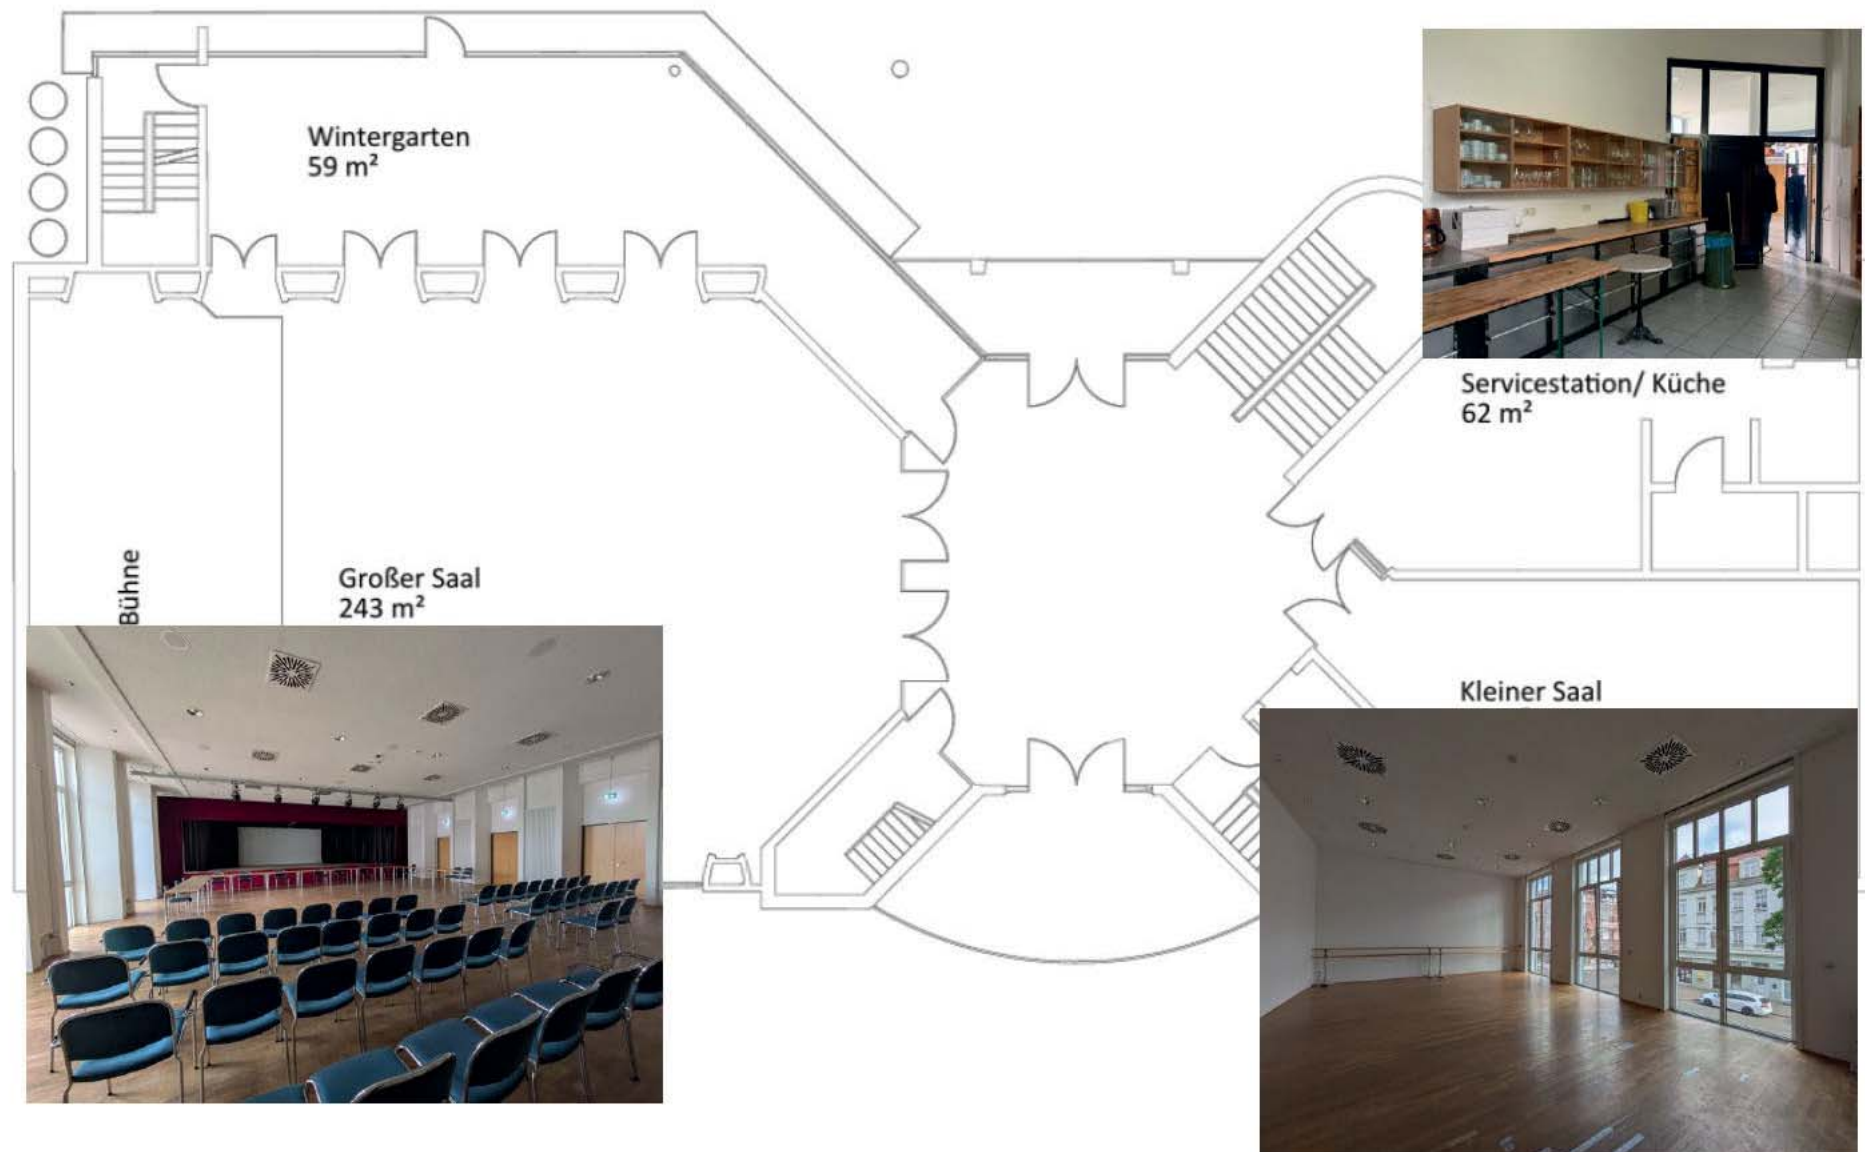 Wintergarten
59 m²
Servicestation/ Küche
62 m²
Bühne
Großer Saal
243 m²
Kleiner Saal